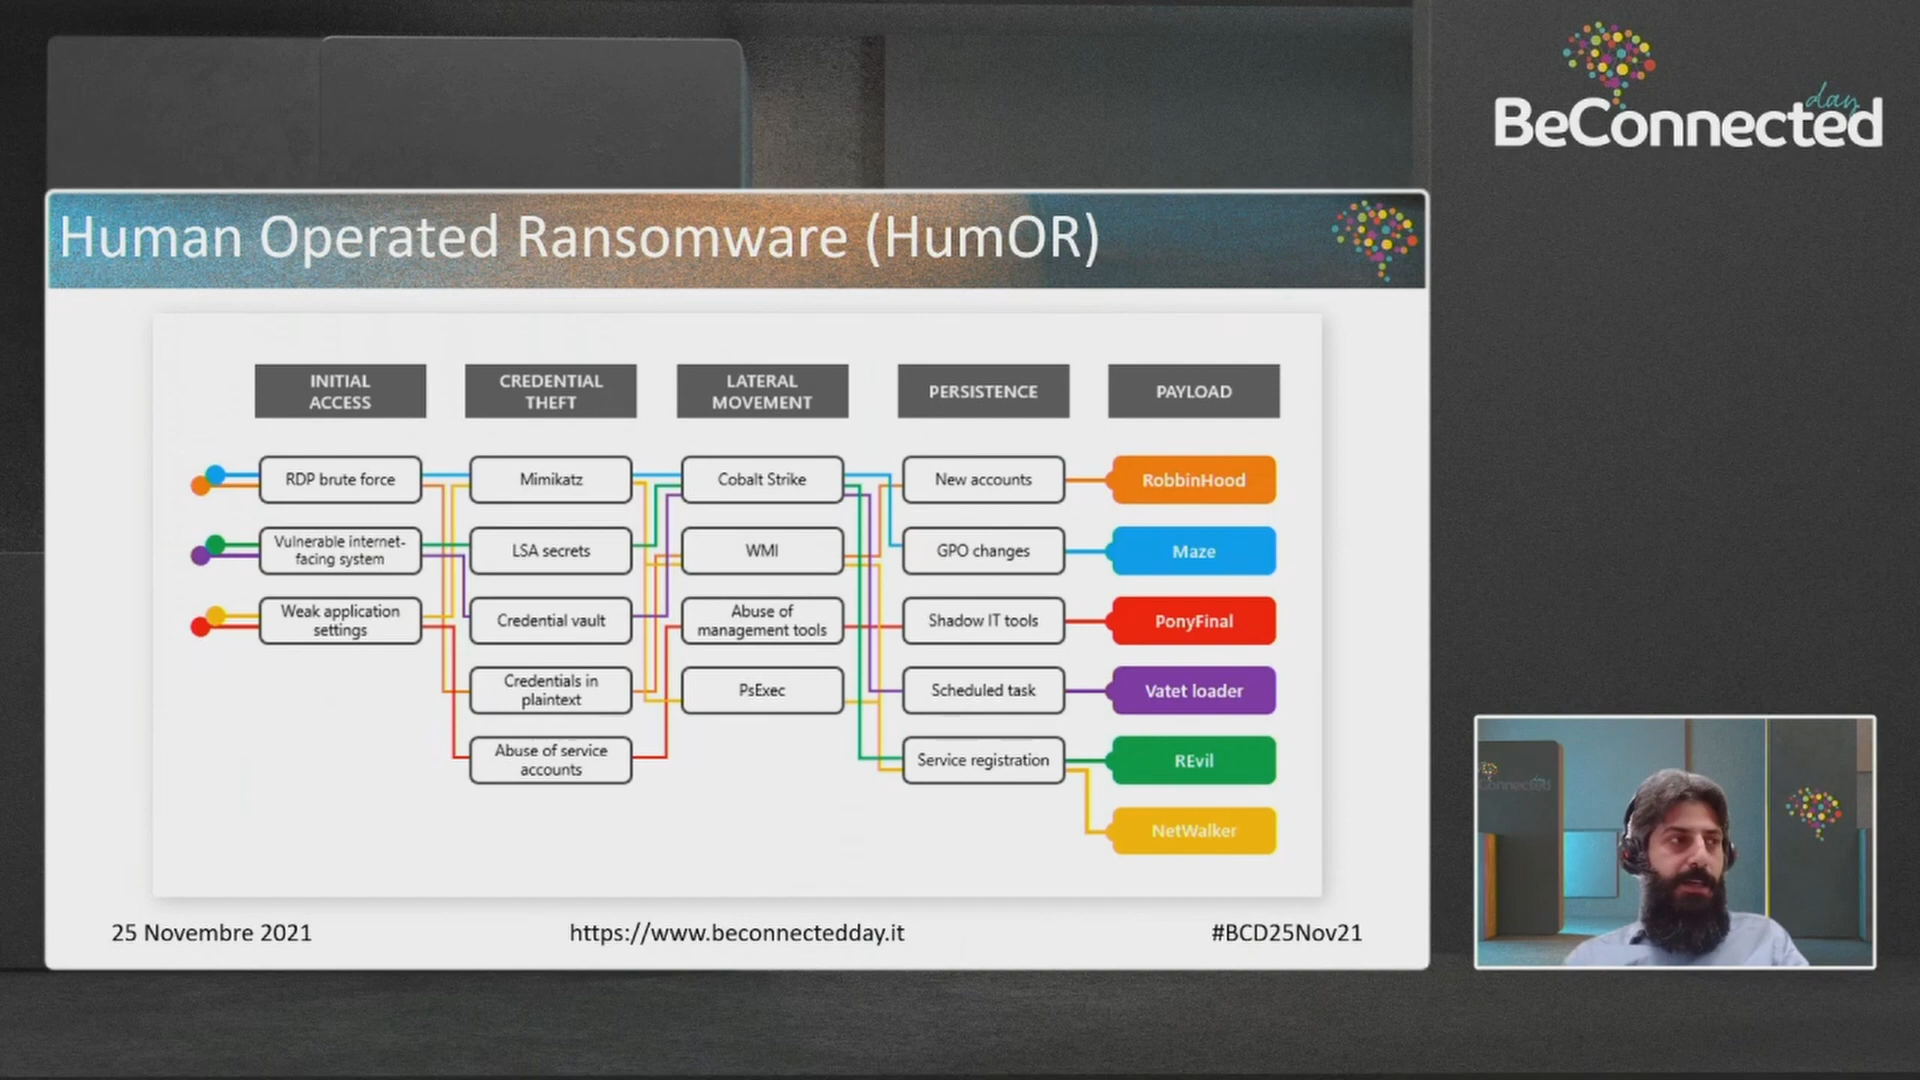 day
BeConnected
Human Operated Ransomware (HumOR)
INITIAL
ACCESS
CREDENTIAL
THEFT
LATERAL
MOVEMENT
PERSISTENCE
PAYLOAD
RDP brute force
Mimikatz
Cobalt Strike
New accounts
RobbinHood
Vulnerable internet-
facing system
LSA secrets
WMI
GPO changes
Maze
Weak application
settings
Credential vault
Abuse of
management tools
Shadow IT tools
PonyFinal
Credentials in
plaintext
PsExec
Scheduled task
Vatet loader
Abuse of service
accounts
Service registration
REvil
NetWalker
25 Novembre 2021
https://www.beconnectedday.it
#BCD25Nov21